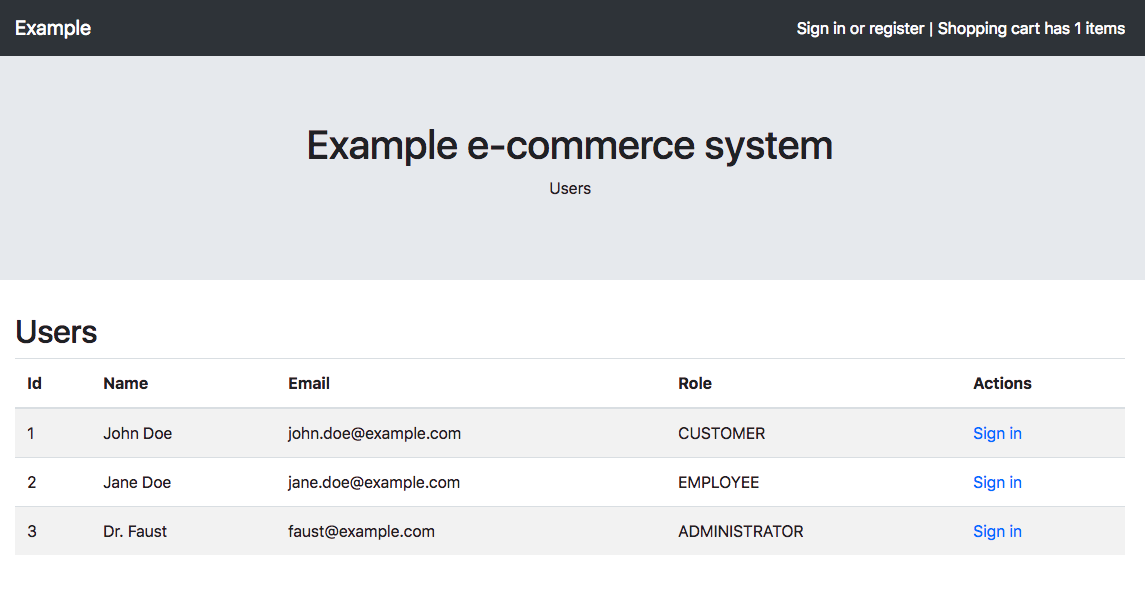 Example
Sign in or register | Shopping cart has 1 items
Example e-commerce system
Users
Users
Id Name Email Role Actions
1 John Doe john.doe@example.com CUSTOMER Sign in
2 Jane Doe jane.doe@example.com EMPLOYEE Sign in
3 Dr. Faust faust@example.com ADMINISTRATOR Sign in